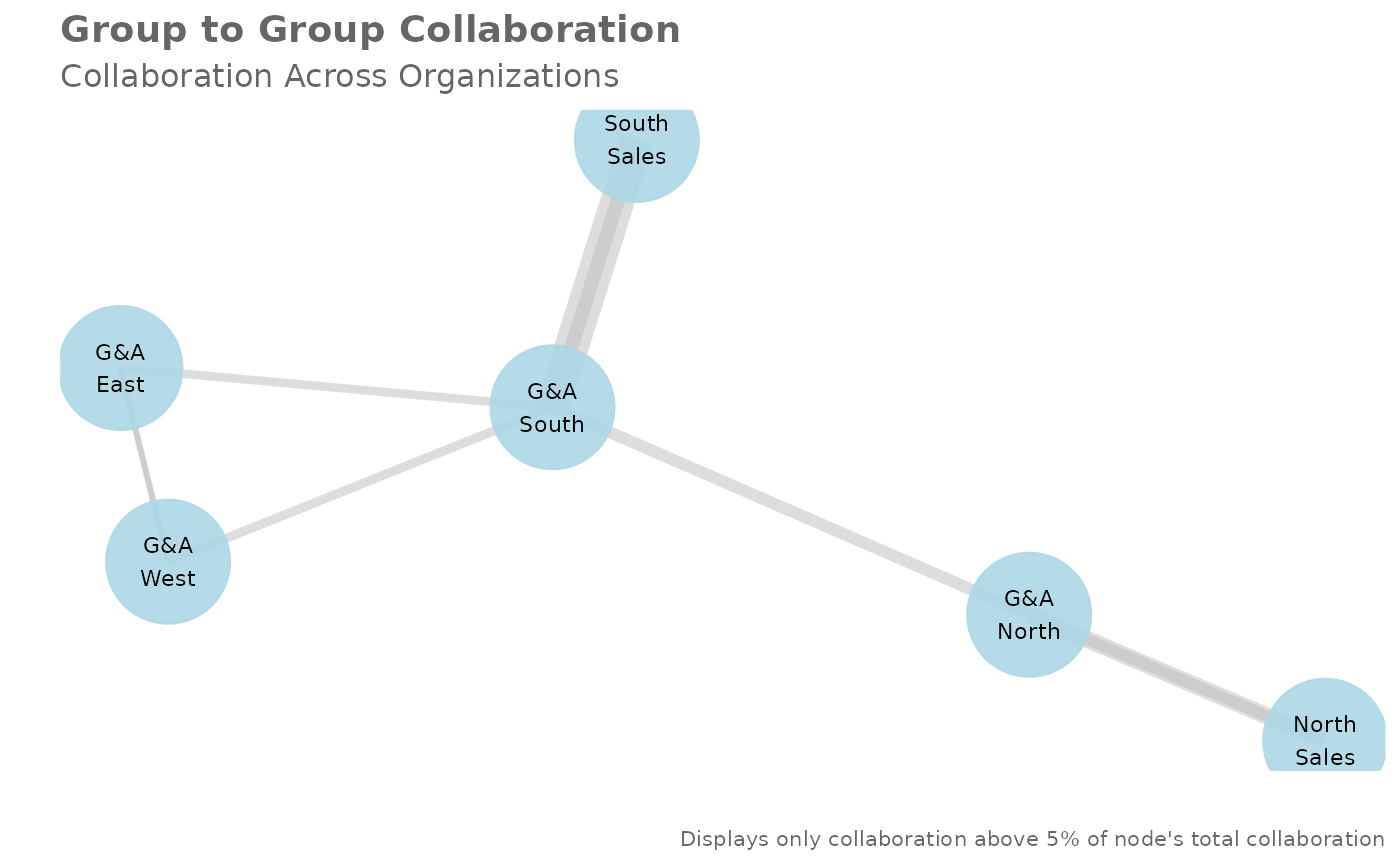 Group to Group Collaboration
Collaboration Across Organizations
South
Sales
G&A
East
G&A
South
G&A
West
G&A
North
North
Sales
Displays only collaboration above 5% of node's total collaboration